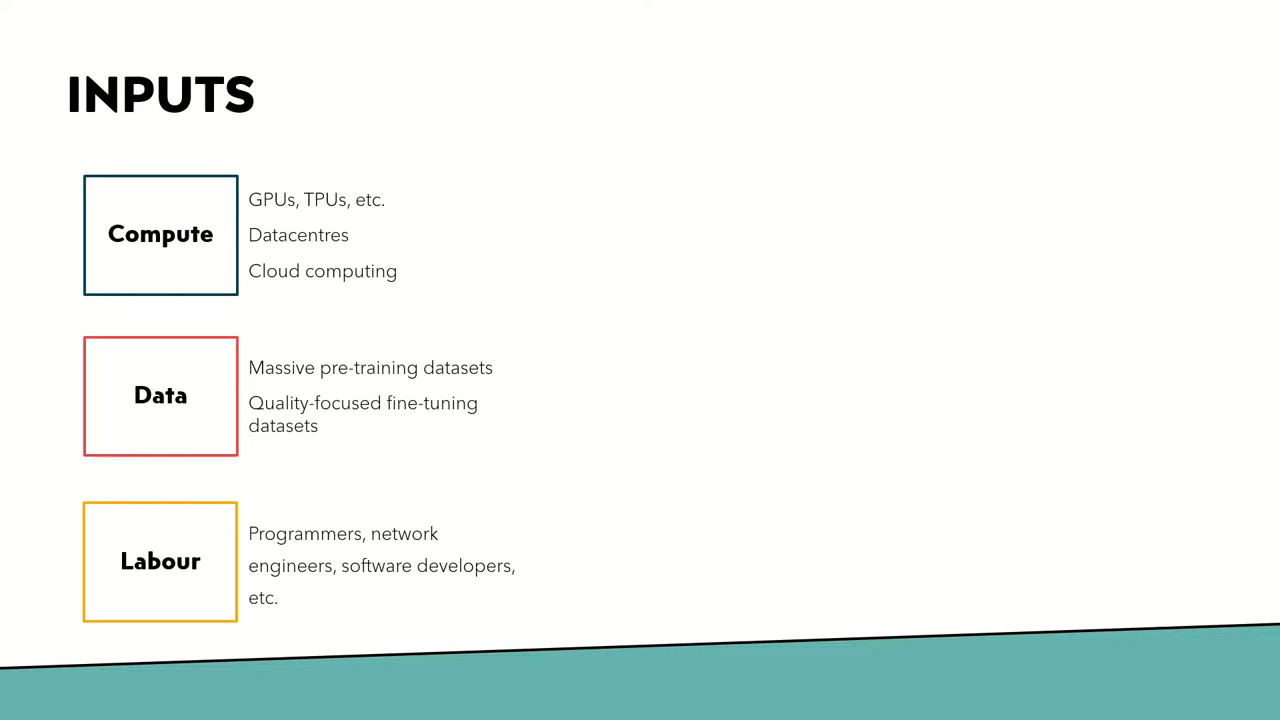 INPUTS
Compute
GPUs, TPUs, etc.
Datacentres
Cloud computing
Data
Massive pre-training datasets
Quality-focused fine-tuning
datasets
Labour
Programmers, network
engineers, software developers,
etc.